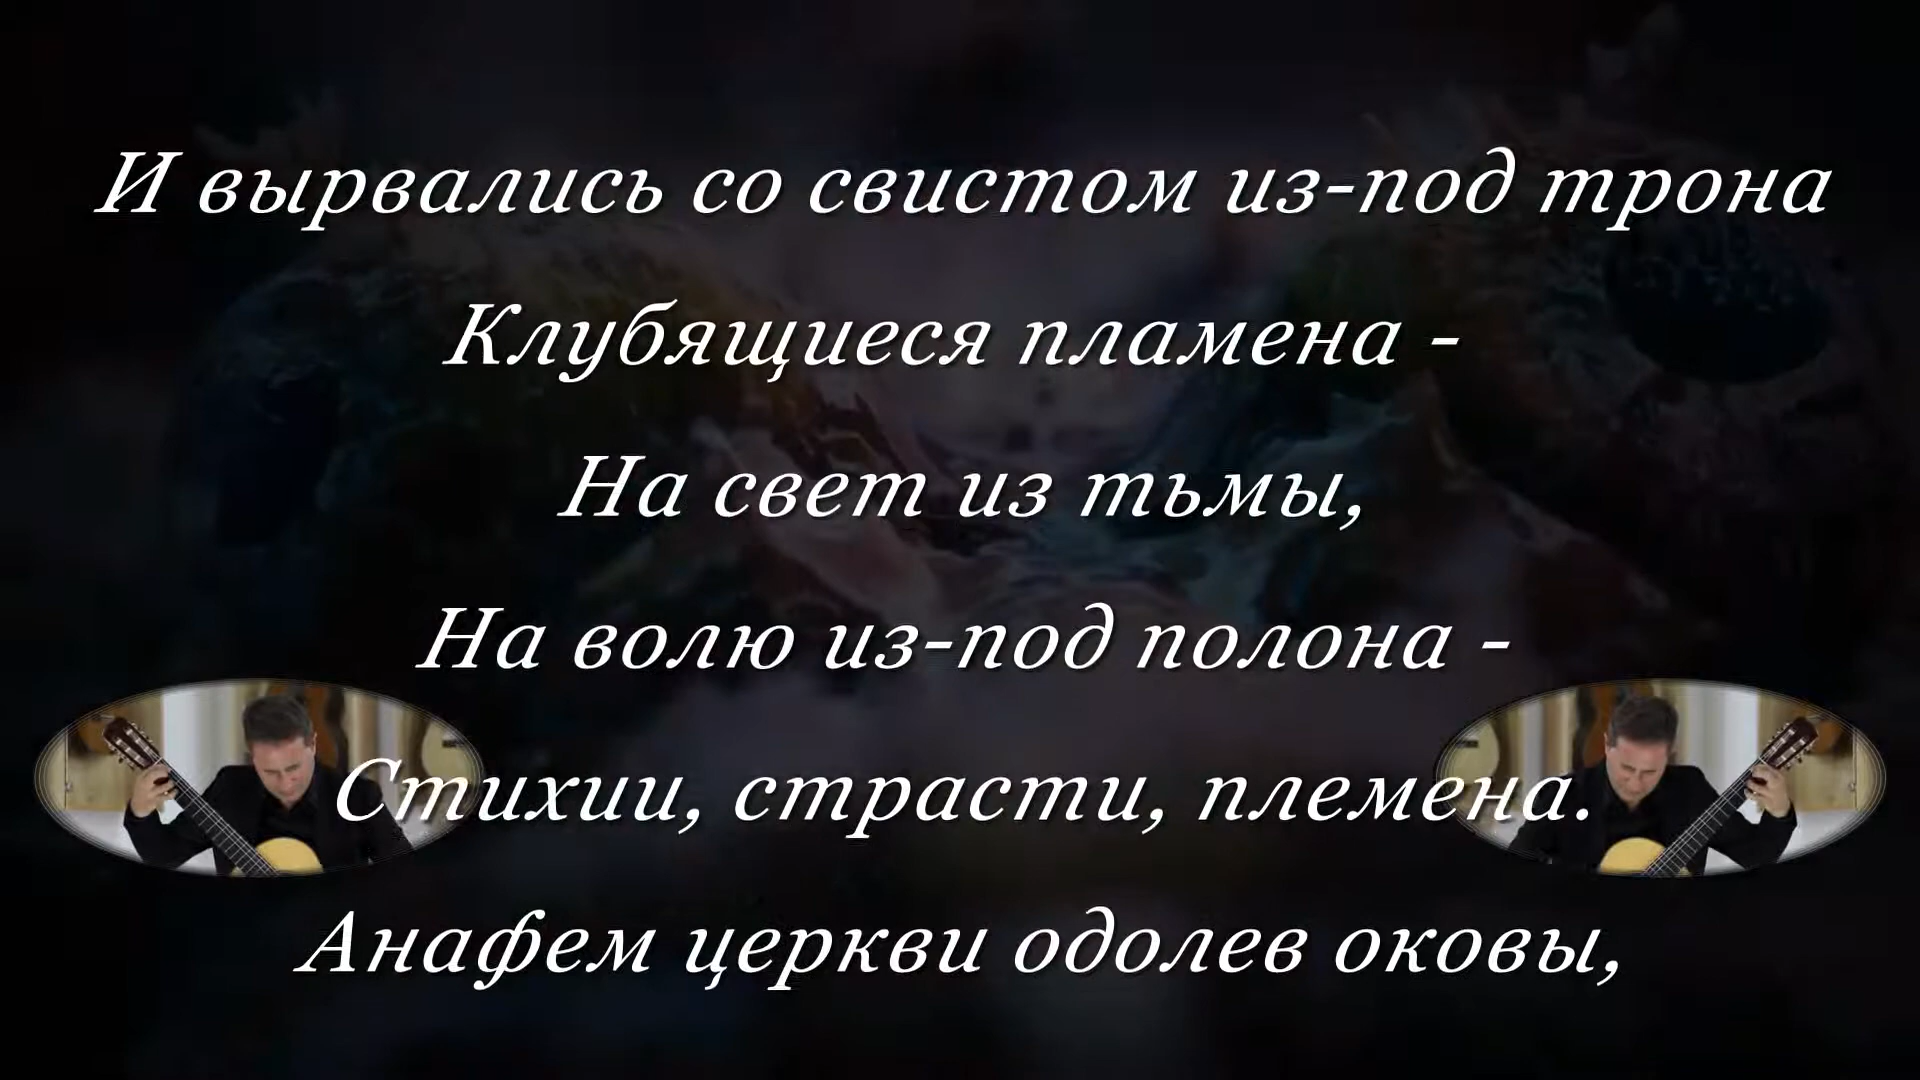 И вырвались со свистом из-под трона
Клубящиеся пламена -
На свет из тьмы,
На волю из-под полона -
Стихии, страсти, племена.
Анафем церкви одолев оковы,